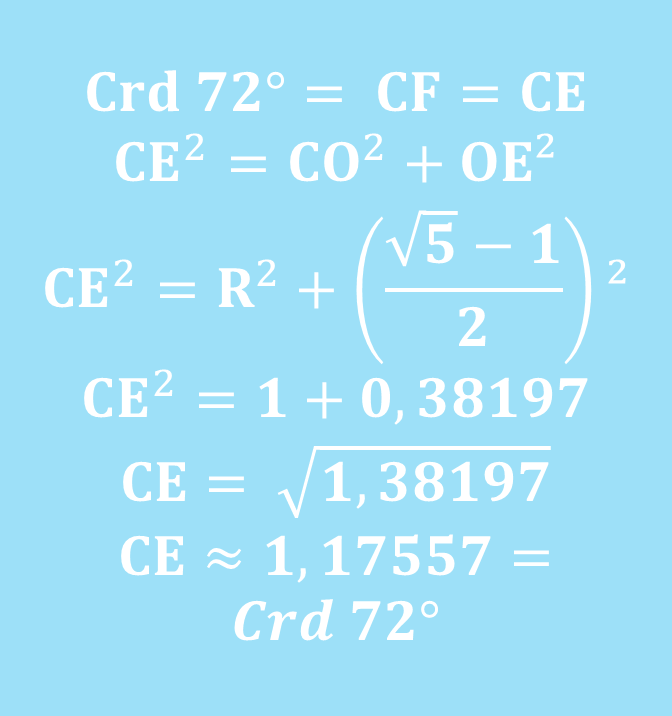 Crd 72° = CF = CE
CE² = CO² + OE²
CE² = R² + ((√5 − 1)/2)²
CE² = 1 + 0,38197
CE = √1,38197
CE ≈ 1,17557 =
Crd 72°